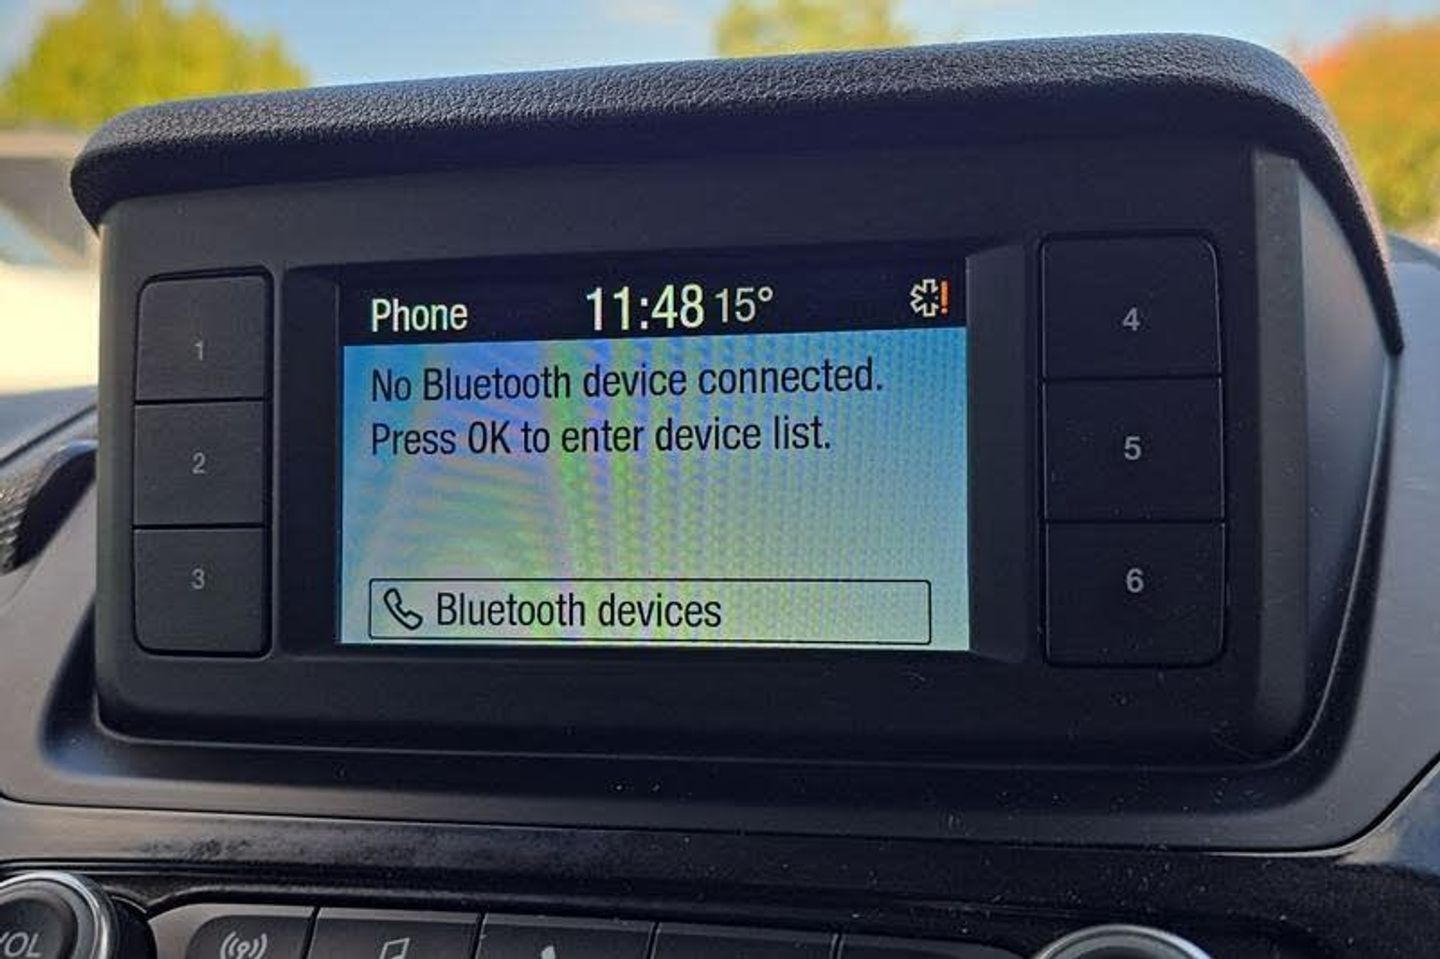 Phone 11:48 15° !
No Bluetooth device connected.
Press OK to enter device list.
Bluetooth devices
1
2
3
4
5
6
VOL